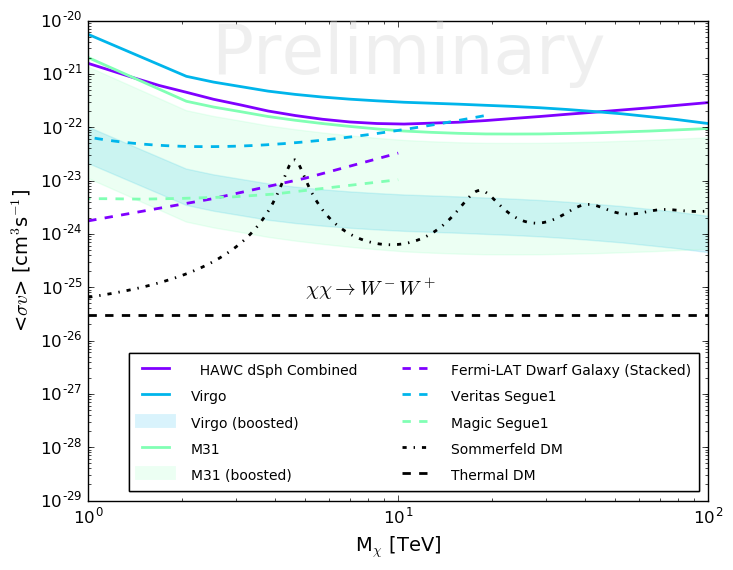 Preliminary
10^-20
10^-21
10^-22
10^-23
10^-24
10^-25
10^-26
10^-27
10^-28
10^-29
<σv> [cm^3s^-1]
χχ→W^-W^+
HAWC dSph Combined
Virgo
Virgo (boosted)
M31
M31 (boosted)
Fermi-LAT Dwarf Galaxy (Stacked)
Veritas Segue1
Magic Segue1
Sommerfeld DM
Thermal DM
10^0 10^1 10^2
M_χ [TeV]